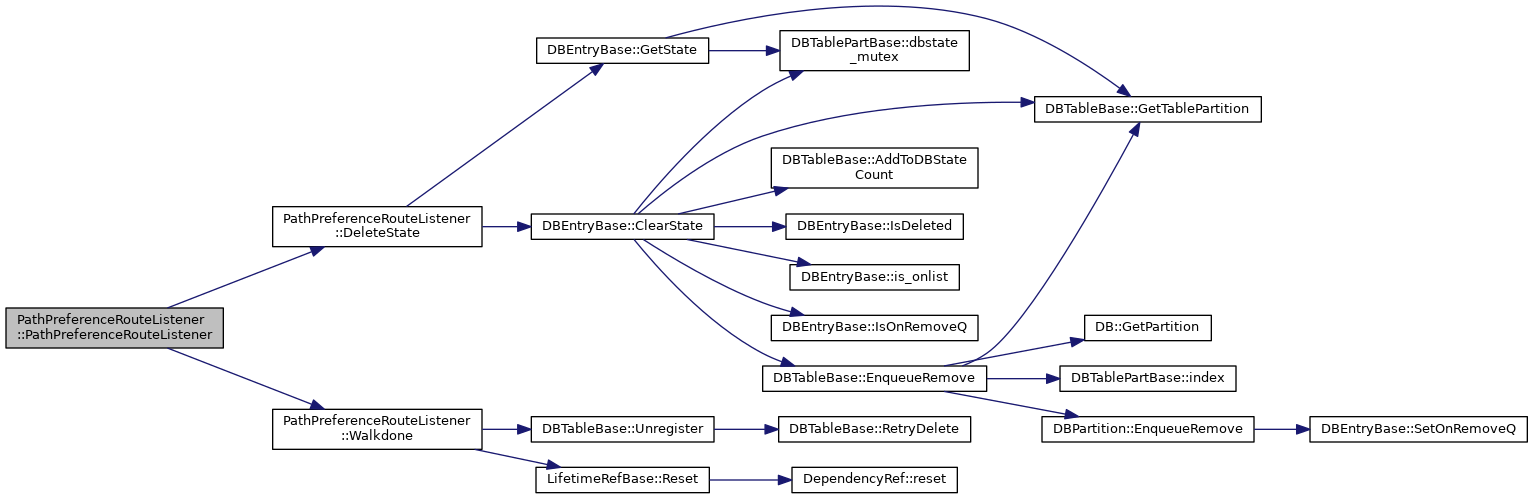 PathPreferenceRouteListener
::PathPreferenceRouteListener
PathPreferenceRouteListener
::DeleteState
PathPreferenceRouteListener
::Walkdone
DBEntryBase::GetState
DBEntryBase::ClearState
DBTableBase::Unregister
LifetimeRefBase::Reset
DBTablePartBase::dbstate
_mutex
DBTableBase::AddToDBState
Count
DBEntryBase::IsDeleted
DBEntryBase::is_onlist
DBEntryBase::IsOnRemoveQ
DBTableBase::EnqueueRemove
DBTableBase::RetryDelete
DependencyRef::reset
DBTableBase::GetTablePartition
DB::GetPartition
DBTablePartBase::index
DBPartition::EnqueueRemove
DBEntryBase::SetOnRemoveQ